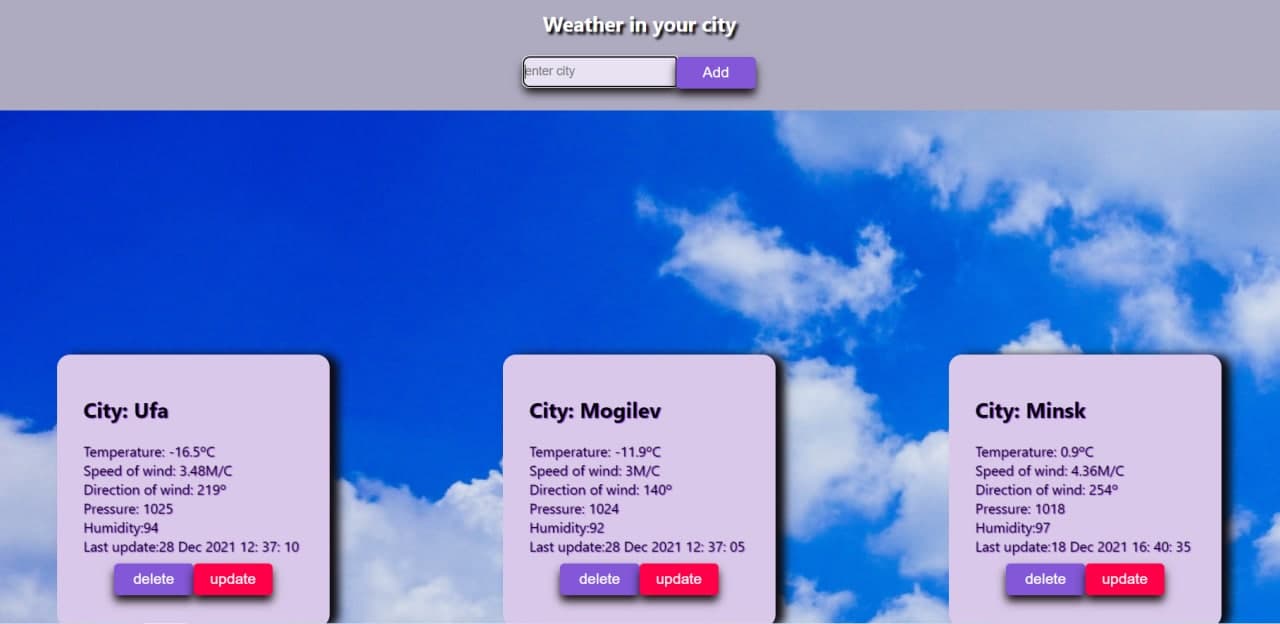 Weather in your city
enter city
Add
City: Ufa
Temperature: -16.5ºC
Speed of wind: 3.48M/C
Direction of wind: 219º
Pressure: 1025
Humidity:94
Last update:28 Dec 2021 12: 37: 10
delete update
City: Mogilev
Temperature: -11.9ºC
Speed of wind: 3M/C
Direction of wind: 140º
Pressure: 1024
Humidity:92
Last update:28 Dec 2021 12: 37: 05
delete update
City: Minsk
Temperature: 0.9ºC
Speed of wind: 4.36M/C
Direction of wind: 254º
Pressure: 1018
Humidity:97
Last update:18 Dec 2021 16: 40: 35
delete update